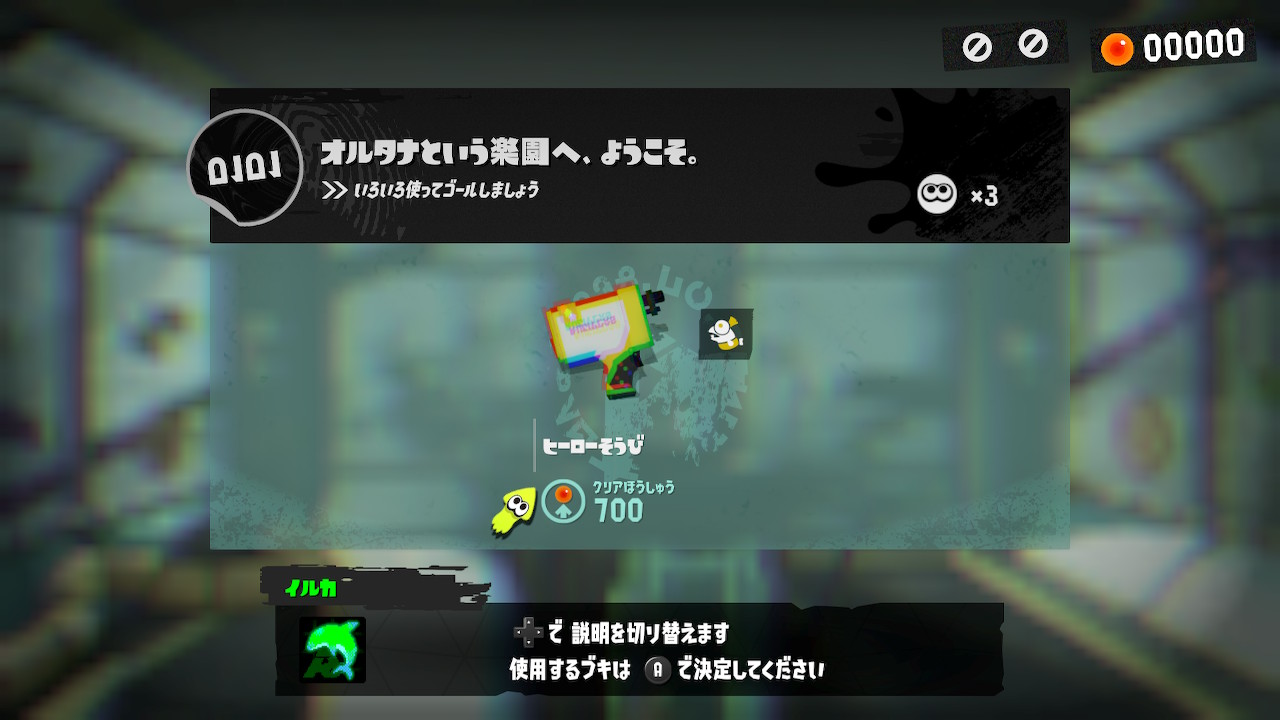 00000
0101
オルタナという楽園へ、ようこそ。
いろいろ使ってゴールしましょう
×3
ヒーローそうび
クリアほうしゅう
700
イルカ
で 説明を切り替えます
使用するブキは A で決定してください